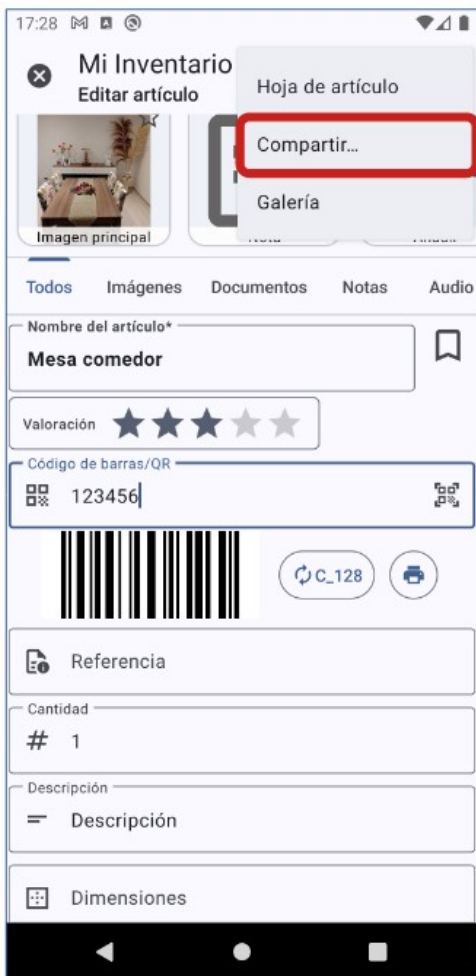 17:28
Mi Inventario
Editar artículo
Hoja de artículo
Compartir...
Galería
Imagen principal
Todos Imágenes Documentos Notas Audio
Nombre del artículo*
Mesa comedor
Valoración
Código de barras/QR
123456
C_128
Referencia
Cantidad
# 1
Descripción
Descripción
Dimensiones